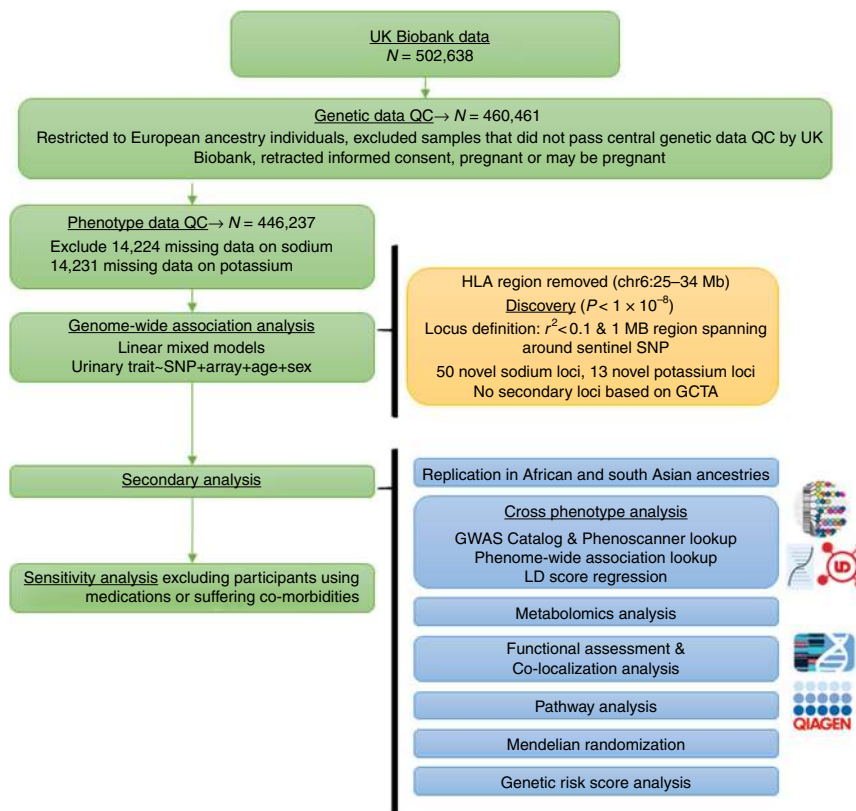 UK Biobank data
N = 502,638
Genetic data QC→ N = 460,461
Restricted to European ancestry individuals, excluded samples that did not pass central genetic data QC by UK
Biobank, retracted informed consent, pregnant or may be pregnant
Phenotype data QC→ N = 446,237
Exclude 14,224 missing data on sodium
14,231 missing data on potassium
Genome-wide association analysis
Linear mixed models
Urinary trait~SNP+array+age+sex
HLA region removed (chr6:25–34 Mb)
Discovery (P< 1 × 10⁻⁸)
Locus definition: r²<0.1 & 1 MB region spanning
around sentinel SNP
50 novel sodium loci, 13 novel potassium loci
No secondary loci based on GCTA
Secondary analysis
Sensitivity analysis excluding participants using
medications or suffering co-morbidities
Replication in African and south Asian ancestries
Cross phenotype analysis
GWAS Catalog & Phenoscanner lookup
Phenome-wide association lookup
LD score regression
LD
Metabolomics analysis
Functional assessment &
Co-localization analysis
Pathway analysis
QIAGEN
Mendelian randomization
Genetic risk score analysis